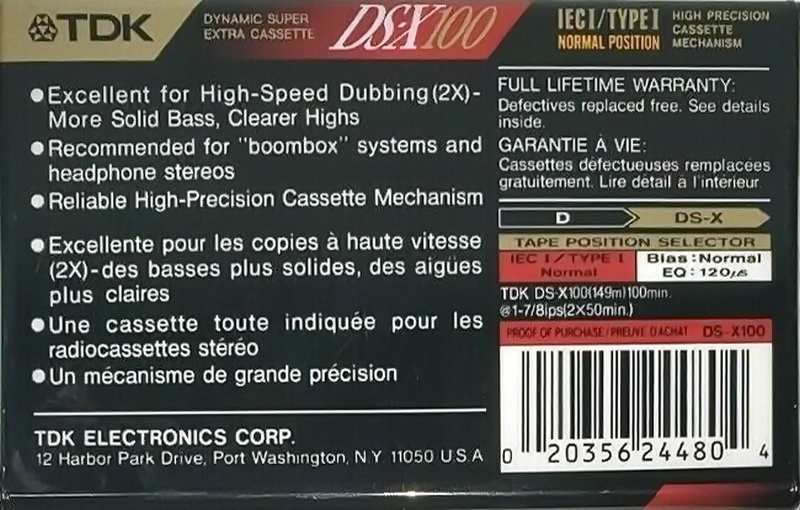 TDK
DYNAMIC SUPER
EXTRA CASSETTE
DS-X100
IEC I/TYPE I
NORMAL POSITION
HIGH PRECISION
CASSETTE
MECHANISM
●Excellent for High-Speed Dubbing(2X)-
More Solid Bass, Clearer Highs
●Recommended for "boombox" systems and
headphone stereos
●Reliable High-Precision Cassette Mechanism
●Excellente pour les copies à haute vitesse
(2X)-des basses plus solides, des aigües
plus claires
●Une cassette toute indiquée pour les
radiocassettes stéréo
●Un mécanisme de grande précision
TDK ELECTRONICS CORP.
12 Harbor Park Drive, Port Washington, N.Y. 11050 U.S.A
FULL LIFETIME WARRANTY:
Defectives replaced free. See details
inside.
GARANTIE À VIE:
Cassettes défectueuses remplacées
gratuitement. Lire détail à l'intérieur.
D DS-X
TAPE POSITION SELECTOR
IEC I / TYPE I
Normal
Bias:Normal
EQ:120μs
TDK DS-X100(149m)100min.
@1-7/8ips(2X50min.)
PROOF OF PURCHASE/PREUVE D'ACHAT DS-X100
0 20356 24480 4